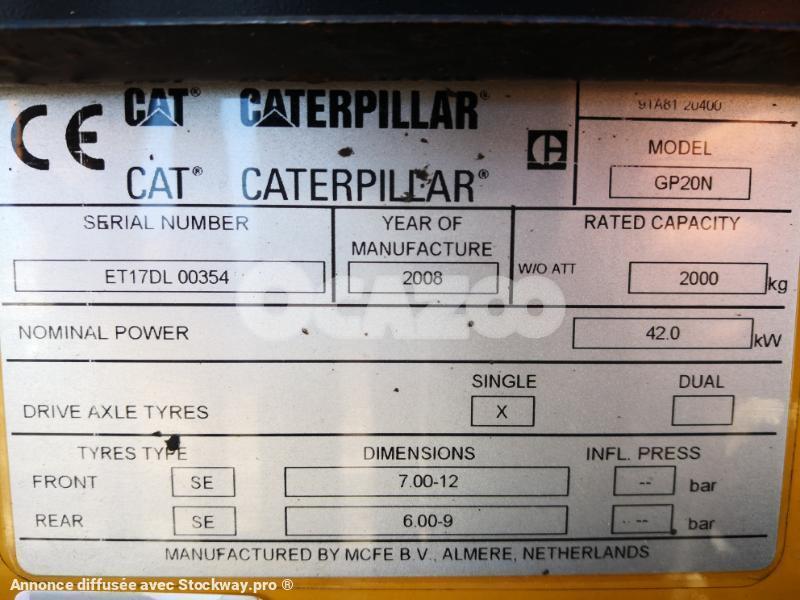 CE CAT® CATERPILLAR® 91A81 20400
CAT® CATERPILLAR®
MODEL
GP20N
SERIAL NUMBER YEAR OF MANUFACTURE RATED CAPACITY
ET17DL 00354 2008 W/O ATT 2000 kg
OCAZOO
NOMINAL POWER 42.0 kW
SINGLE DUAL
DRIVE AXLE TYRES X
TYRES TYPE DIMENSIONS INFL. PRESS
FRONT SE 7.00-12 -- bar
REAR SE 6.00-9 -- bar
MANUFACTURED BY MCFE B.V., ALMERE, NETHERLANDS
Annonce diffusée avec Stockway.pro ®